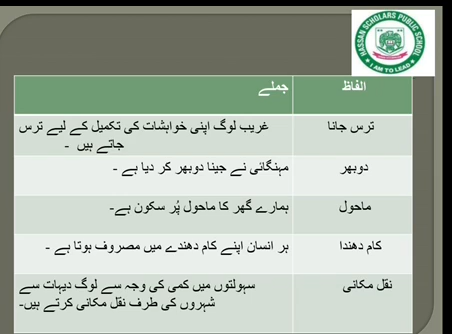 HASSAN SCHOLARS PUBLIC SCHOOL
I AM TO LEAD
الفاظ	جملے
ترس جانا	غریب لوگ اپنی خواہشات کی تکمیل کے لیے ترس
جاتے ہیں ۔
دوبھر	مہنگائی نے جینا دوبھر کر دیا ہے ۔
ماحول	ہمارے گھر کا ماحول پُر سکون ہے۔
کام دھندا	ہر انسان اپنے کام دھندے میں مصروف ہوتا ہے ۔
نقل مکانی	سہولتوں میں کمی کی وجہ سے لوگ دیہات سے
شہروں کی طرف نقل مکانی کرتے ہیں۔